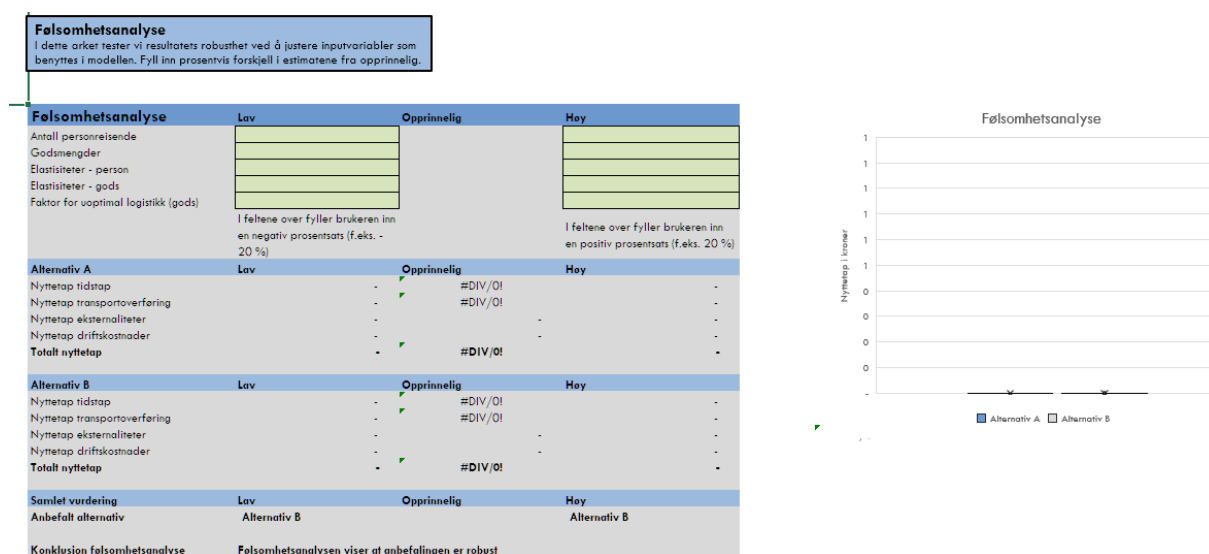 Følsomhetsanalyse
I dette arket tester vi resultatets robusthet ved å justere inputvariabler som
benyttes i modellen. Fyll inn prosentvis forskjell i estimatene fra opprinnelig.
Følsomhetsanalyse Lav Opprinnelig Høy
Antall personreisende
Godsmengder
Elastisiteter - person
Elastisiteter - gods
Faktor for uoptimal logistikk (gods)
I feltene over fyller brukeren inn
en negativ prosentsats (f.eks. -
20 %)
I feltene over fyller brukeren inn
en positiv prosentsats (f.eks. 20 %)
Alternativ A Lav Opprinnelig Høy
Nyttetap tidstap - #DIV/0! -
Nyttetap transportoverføring - #DIV/0! -
Nyttetap eksternaliteter - - -
Nyttetap driftskostnader - - -
Totalt nyttetap - #DIV/0! -
Alternativ B Lav Opprinnelig Høy
Nyttetap tidstap - #DIV/0! -
Nyttetap transportoverføring - #DIV/0! -
Nyttetap eksternaliteter - - -
Nyttetap driftskostnader - - -
Totalt nyttetap - #DIV/0! -
Samlet vurdering Lav Opprinnelig Høy
Anbefalt alternativ Alternativ B Alternativ B
Konklusjon følsomhetsanalyse Følsomhetsanalysen viser at anbefalingen er robust
Følsomhetsanalyse
1
1
1
1
1
1
0
0
0
0
-
Nyttetap i kroner
Alternativ A Alternativ B